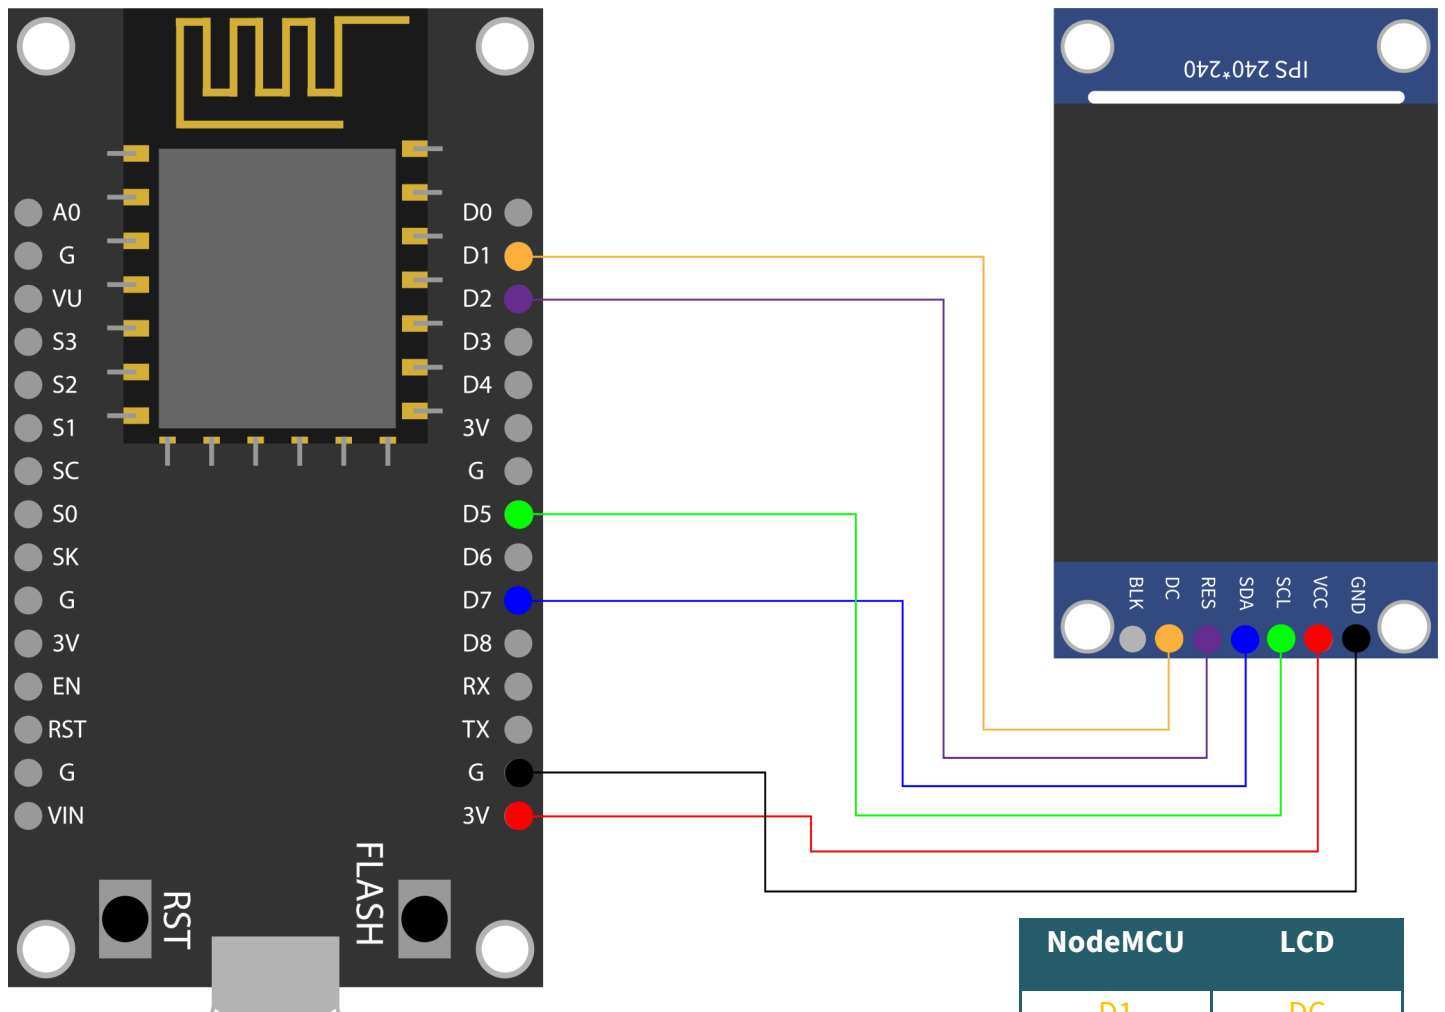 A0
G
VU
S3
S2
S1
SC
S0
SK
G
3V
EN
RST
G
VIN
D0
D1
D2
D3
D4
3V
G
D5
D6
D7
D8
RX
TX
G
3V
RST
FLASH
IPS 240*240
BLK
DC
RES
SDA
SCL
VCC
GND
NodeMCU LCD
D1 DC